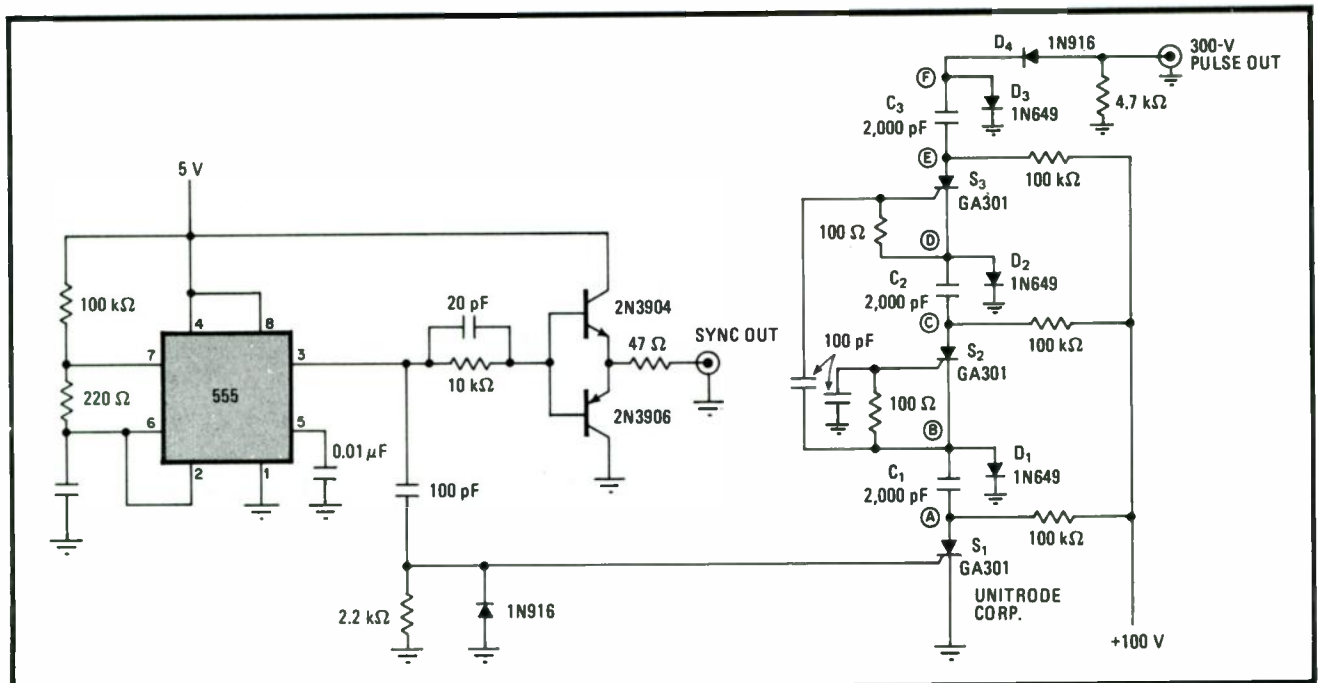 5 V
100 kΩ
220 Ω
7
6
4
8
3
5
2
1
555
0.01 μF
20 pF
10 kΩ
100 pF
2.2 kΩ
1N916
2N3904
2N3906
47 Ω
SYNC OUT
D4
1N916
300-V
PULSE OUT
4.7 kΩ
F
D3
1N649
C3
2,000 pF
E
100 kΩ
S3
GA301
100 Ω
D
D2
1N649
C2
2,000 pF
C
100 kΩ
100 pF
S2
GA301
100 Ω
B
D1
1N649
C1
2,000 pF
A
100 kΩ
S1
GA301
UNITRODE
CORP.
+100 V